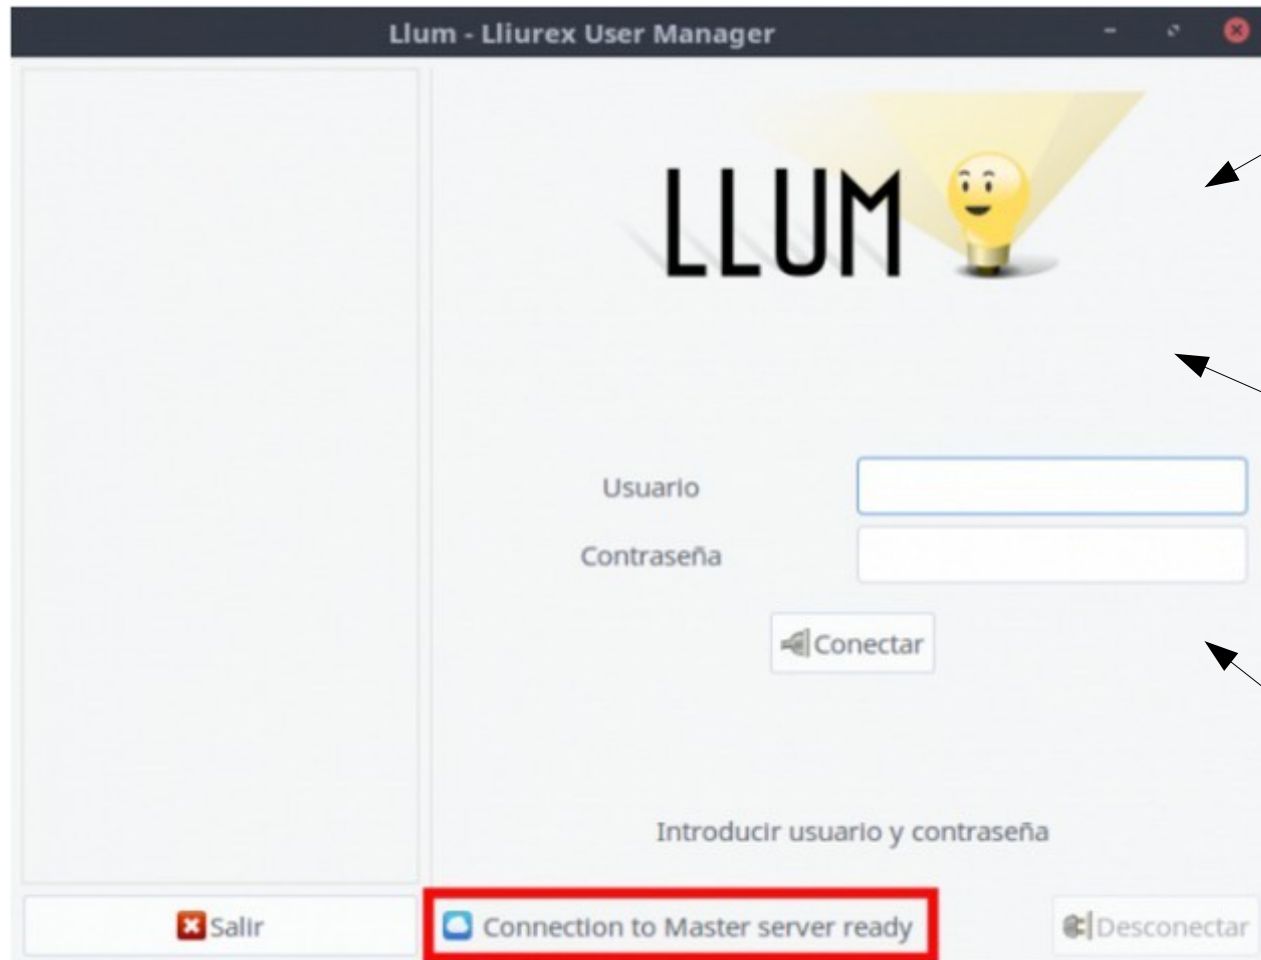 Llum - Lliurex User Manager
LLUM
Usuario
Contraseña
Conectar
Introducir usuario y contraseña
Salir
Connection to Master server ready
Desconectar